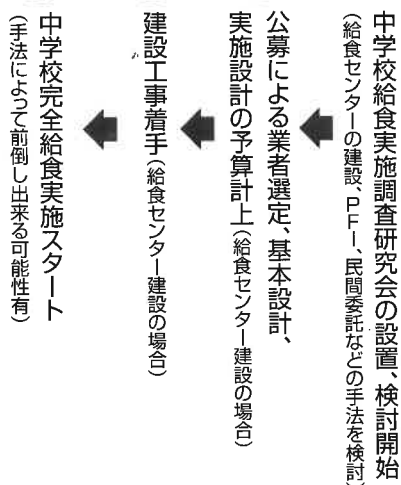 中学校給食実施調査研究会の設置、検討開始
(給食センターの建設、PFI、民間委託などの手法を検討)
公募による業者選定、基本設計、
実施設計の予算計上(給食センター建設の場合)
建設工事着手(給食センター建設の場合)
中学校完全給食実施スタート
(手法によって前倒し出来る可能性有)